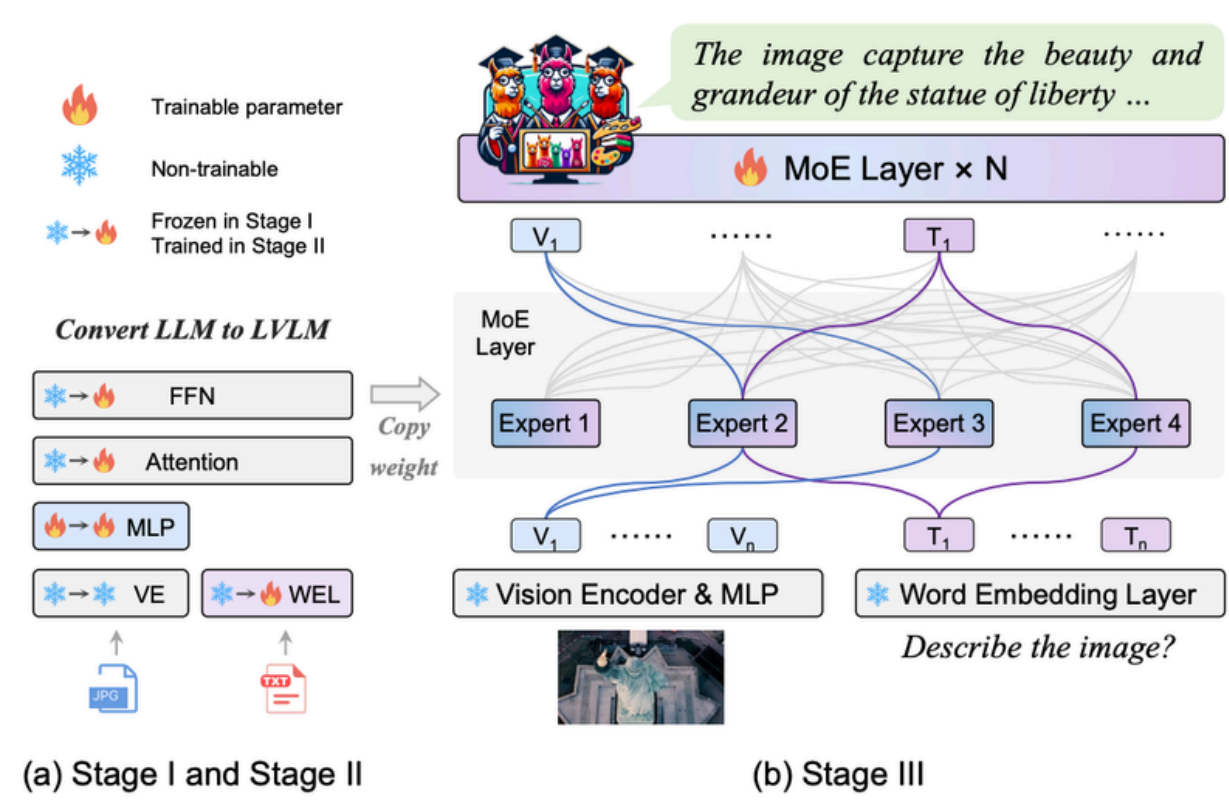 Trainable parameter
Non-trainable
Frozen in Stage I
Trained in Stage II
Convert LLM to LVLM
FFN
Attention
MLP
VE
WEL
JPG
TXT
(a) Stage I and Stage II
Copy
weight
The image capture the beauty and
grandeur of the statue of liberty ...
MoE Layer × N
V₁ ...... T₁ ......
MoE
Layer
Expert 1 Expert 2 Expert 3 Expert 4
V₁ ...... Vₙ T₁ ...... Tₙ
Vision Encoder & MLP
Word Embedding Layer
Describe the image?
(b) Stage III